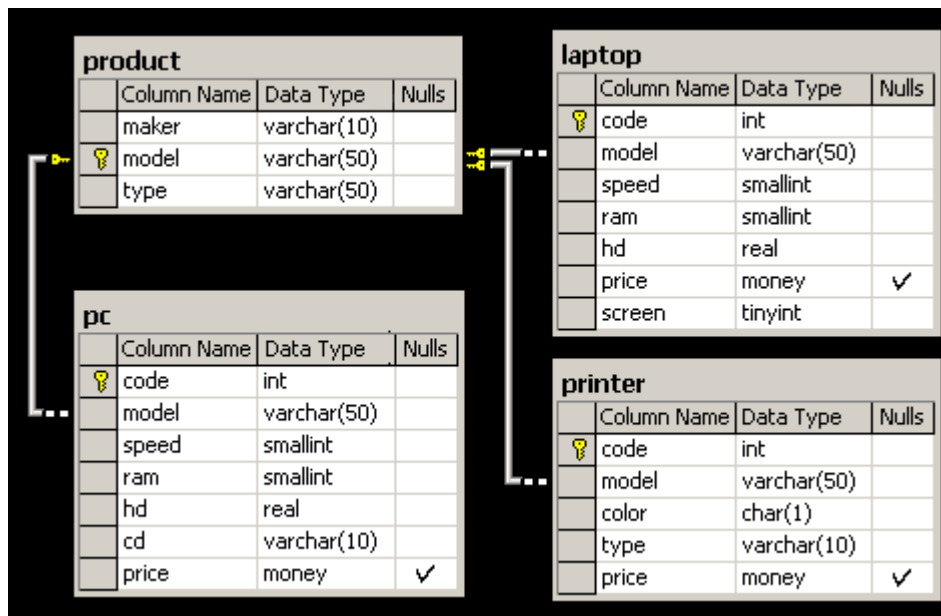 product
Column Name Data Type Nulls
maker varchar(10)
model varchar(50)
type varchar(50)
laptop
Column Name Data Type Nulls
code int
model varchar(50)
speed smallint
ram smallint
hd real
price money ✓
screen tinyint
pc
Column Name Data Type Nulls
code int
model varchar(50)
speed smallint
ram smallint
hd real
cd varchar(10)
price money ✓
printer
Column Name Data Type Nulls
code int
model varchar(50)
color char(1)
type varchar(10)
price money ✓